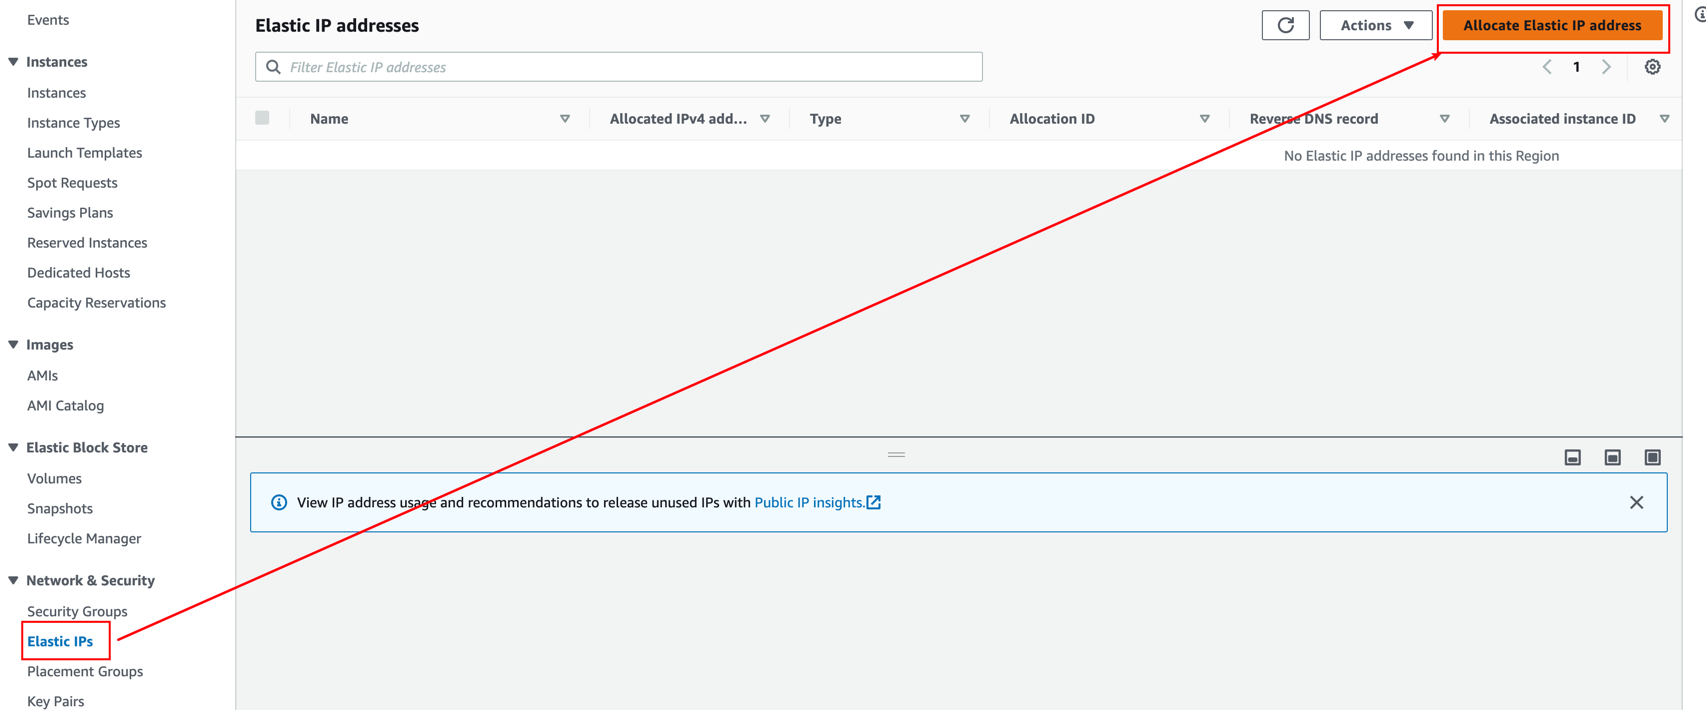 Events
Instances
Instances
Instance Types
Launch Templates
Spot Requests
Savings Plans
Reserved Instances
Dedicated Hosts
Capacity Reservations
Images
AMIs
AMI Catalog
Elastic Block Store
Volumes
Snapshots
Lifecycle Manager
Network & Security
Security Groups
Elastic IPs
Placement Groups
Key Pairs
Elastic IP addresses
Actions
Allocate Elastic IP address
Filter Elastic IP addresses
1
Name
Allocated IPv4 add...
Type
Allocation ID
Reverse DNS record
Associated instance ID
No Elastic IP addresses found in this Region
View IP address usage and recommendations to release unused IPs with Public IP insights.